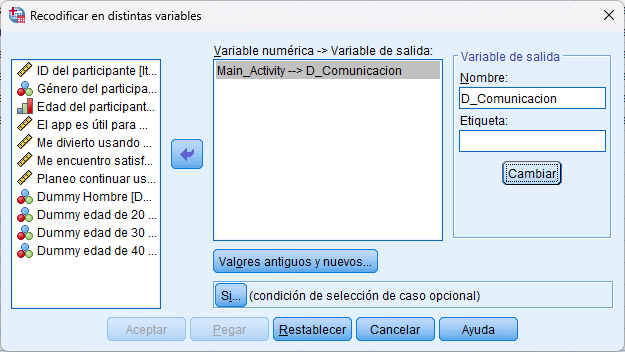 Recodificar en distintas variables
ID del participante [It...
Género del participa...
Edad del participant...
El app es útil para ...
Me divierto usando ...
Me encuentro satisf...
Planeo continuar us...
Dummy Hombre [D...
Dummy edad de 20 ...
Dummy edad de 30 ...
Dummy edad de 40 ...
Variable numérica -> Variable de salida:
Main_Activity --> D_Comunicacion
Variable de salida
Nombre:
D_Comunicacion
Etiqueta:
Cambiar
Valores antiguos y nuevos...
Si... (condición de selección de caso opcional)
Aceptar Pegar Restablecer Cancelar Ayuda